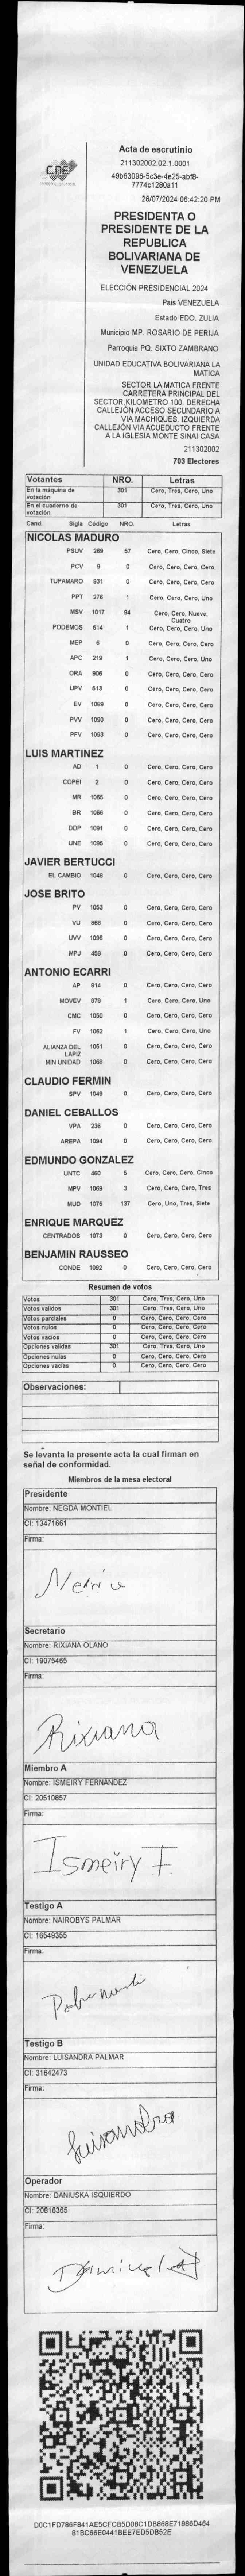 CNE
Acta de escrutinio
211302002.02.1.0001
49b63096-5c3e-4e25-abf8-
7774c1280a11
28/07/2024 06:42:20 PM
PRESIDENTA O
PRESIDENTE DE LA
REPUBLICA
BOLIVARIANA DE
VENEZUELA
ELECCIÓN PRESIDENCIAL 2024
Pais VENEZUELA
Estado EDO. ZULIA
Municipio MP. ROSARIO DE PERIJA
Parroquia PQ. SIXTO ZAMBRANO
UNIDAD EDUCATIVA BOLIVARIANA LA
MATICA
SECTOR LA MATICA FRENTE
CARRETERA PRINCIPAL DEL
SECTOR KILOMETRO 100. DERECHA
CALLEJÓN ACCESO SECUNDARIO A
VIA MACHIQUES. IZQUIERDA
CALLEJÓN VIA ACUEDUCTO FRENTE
A LA IGLESIA MONTE SINAI CASA
211302002
703 Electores
Votantes NRO. Letras
En la máquina de votación 301 Cero, Tres, Cero, Uno
En el cuaderno de votación 301 Cero, Tres, Cero, Uno
Cand. Sigla Código NRO. Letras
NICOLAS MADURO
PSUV 269 57 Cero, Cero, Cinco, Siete
PCV 9 0 Cero, Cero, Cero, Cero
TUPAMARO 931 0 Cero, Cero, Cero, Cero
PPT 276 1 Cero, Cero, Cero, Uno
MSV 1017 94 Cero, Cero, Nueve, Cuatro
PODEMOS 514 1 Cero, Cero, Cero, Uno
MEP 6 0 Cero, Cero, Cero, Cero
APC 219 1 Cero, Cero, Cero, Uno
ORA 906 0 Cero, Cero, Cero, Cero
UPV 513 0 Cero, Cero, Cero, Cero
EV 1089 0 Cero, Cero, Cero, Cero
PVV 1090 0 Cero, Cero, Cero, Cero
PFV 1093 0 Cero, Cero, Cero, Cero
LUIS MARTINEZ
AD 1 0 Cero, Cero, Cero, Cero
COPEI 2 0 Cero, Cero, Cero, Cero
MR 1065 0 Cero, Cero, Cero, Cero
BR 1066 0 Cero, Cero, Cero, Cero
DDP 1091 0 Cero, Cero, Cero, Cero
UNE 1095 0 Cero, Cero, Cero, Cero
JAVIER BERTUCCI
EL CAMBIO 1048 0 Cero, Cero, Cero, Cero
JOSE BRITO
PV 1053 0 Cero, Cero, Cero, Cero
VU 868 0 Cero, Cero, Cero, Cero
UVV 1096 0 Cero, Cero, Cero, Cero
MPJ 458 0 Cero, Cero, Cero, Cero
ANTONIO ECARRI
AP 814 0 Cero, Cero, Cero, Cero
MOVEV 878 1 Cero, Cero, Cero, Uno
CMC 1050 0 Cero, Cero, Cero, Cero
FV 1062 1 Cero, Cero, Cero, Uno
ALIANZA DEL LAPIZ 1051 0 Cero, Cero, Cero, Cero
MIN UNIDAD 1068 0 Cero, Cero, Cero, Cero
CLAUDIO FERMIN
SPV 1049 0 Cero, Cero, Cero, Cero
DANIEL CEBALLOS
VPA 236 0 Cero, Cero, Cero, Cero
AREPA 1094 0 Cero, Cero, Cero, Cero
EDMUNDO GONZALEZ
UNTC 460 5 Cero, Cero, Cero, Cinco
MPV 1059 3 Cero, Cero, Cero, Tres
MUD 1075 137 Cero, Uno, Tres, Siete
ENRIQUE MARQUEZ
CENTRADOS 1073 0 Cero, Cero, Cero, Cero
BENJAMIN RAUSSEO
CONDE 1092 0 Cero, Cero, Cero, Cero
Resumen de votos
Votos 301 Cero, Tres, Cero, Uno
Votos validos 301 Cero, Tres, Cero, Uno
Votos parciales 0 Cero, Cero, Cero, Cero
Votos nulos 0 Cero, Cero, Cero, Cero
Votos vacios 0 Cero, Cero, Cero, Cero
Opciones validas 301 Cero, Tres, Cero, Uno
Opciones nulas 0 Cero, Cero, Cero, Cero
Opciones vacias 0 Cero, Cero, Cero, Cero
Observaciones:
Se levanta la presente acta la cual firman en
señal de conformidad.
Miembros de la mesa electoral
Presidente
Nombre: NEGDA MONTIEL
CI: 13471661
Firma:
Secretario
Nombre: RIXIANA OLANO
CI: 19075465
Firma:
Rixiana
Miembro A
Nombre: ISMEIRY FERNANDEZ
CI: 20510857
Firma:
Ismeiry F.
Testigo A
Nombre: NAIROBYS PALMAR
CI: 16549355
Firma:
Testigo B
Nombre: LUISANDRA PALMAR
CI: 31642473
Firma:
Luisandra
Operador
Nombre: DANIUSKA ISQUIERDO
CI: 20816365
Firma:
D0C1FD786F841AE5CFCB5D08C1D8868E71986D464
81BC86E0441BEE7ED5DB52E